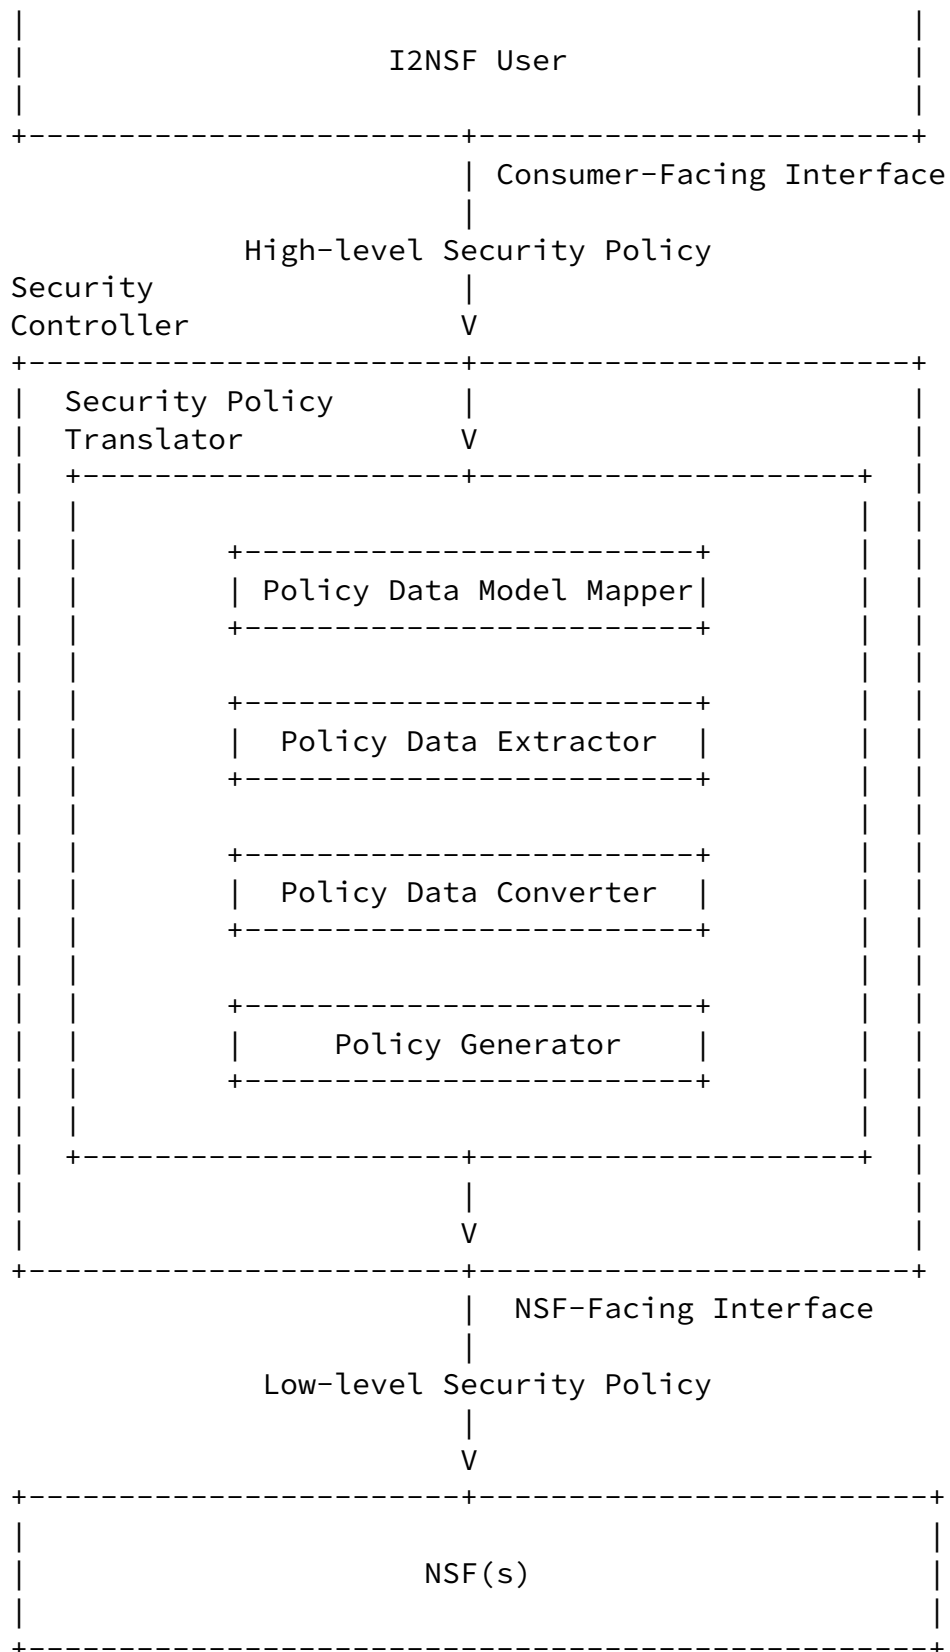 I2NSF User
Consumer-Facing Interface
High-level Security Policy
Security
Controller
V
Security Policy
Translator
V
Policy Data Model Mapper
Policy Data Extractor
Policy Data Converter
Policy Generator
V
NSF-Facing Interface
Low-level Security Policy
V
NSF(s)